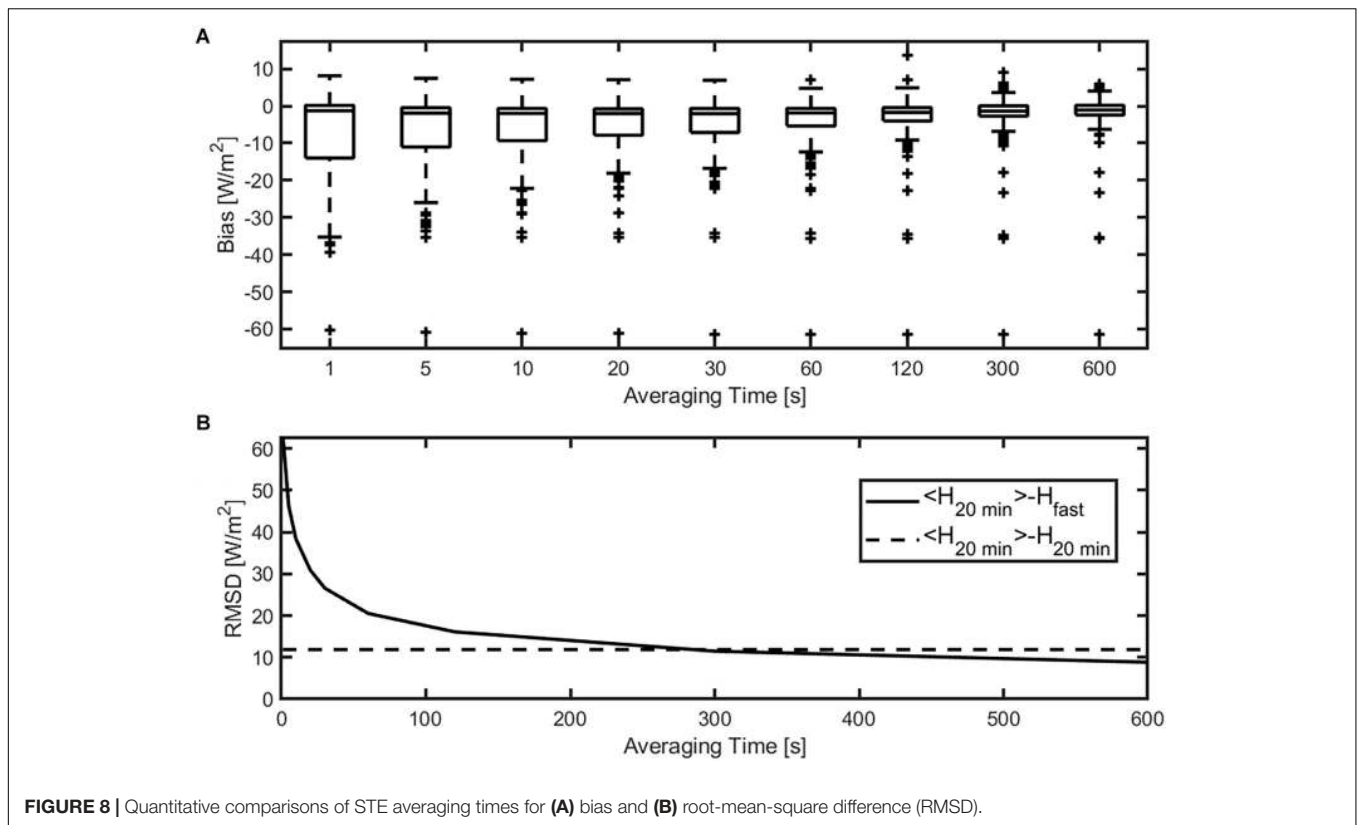 A
10
0
-10
-20
-30
-40
-50
-60
Bias [W/m²]
1 5 10 20 30 60 120 300 600
Averaging Time [s]
B
60
50
40
30
20
10
0
RMSD [W/m²]
<H20 min>-Hfast
<H20 min>-H20 min
0 100 200 300 400 500 600
Averaging Time [s]
FIGURE 8 | Quantitative comparisons of STE averaging times for (A) bias and (B) root-mean-square difference (RMSD).